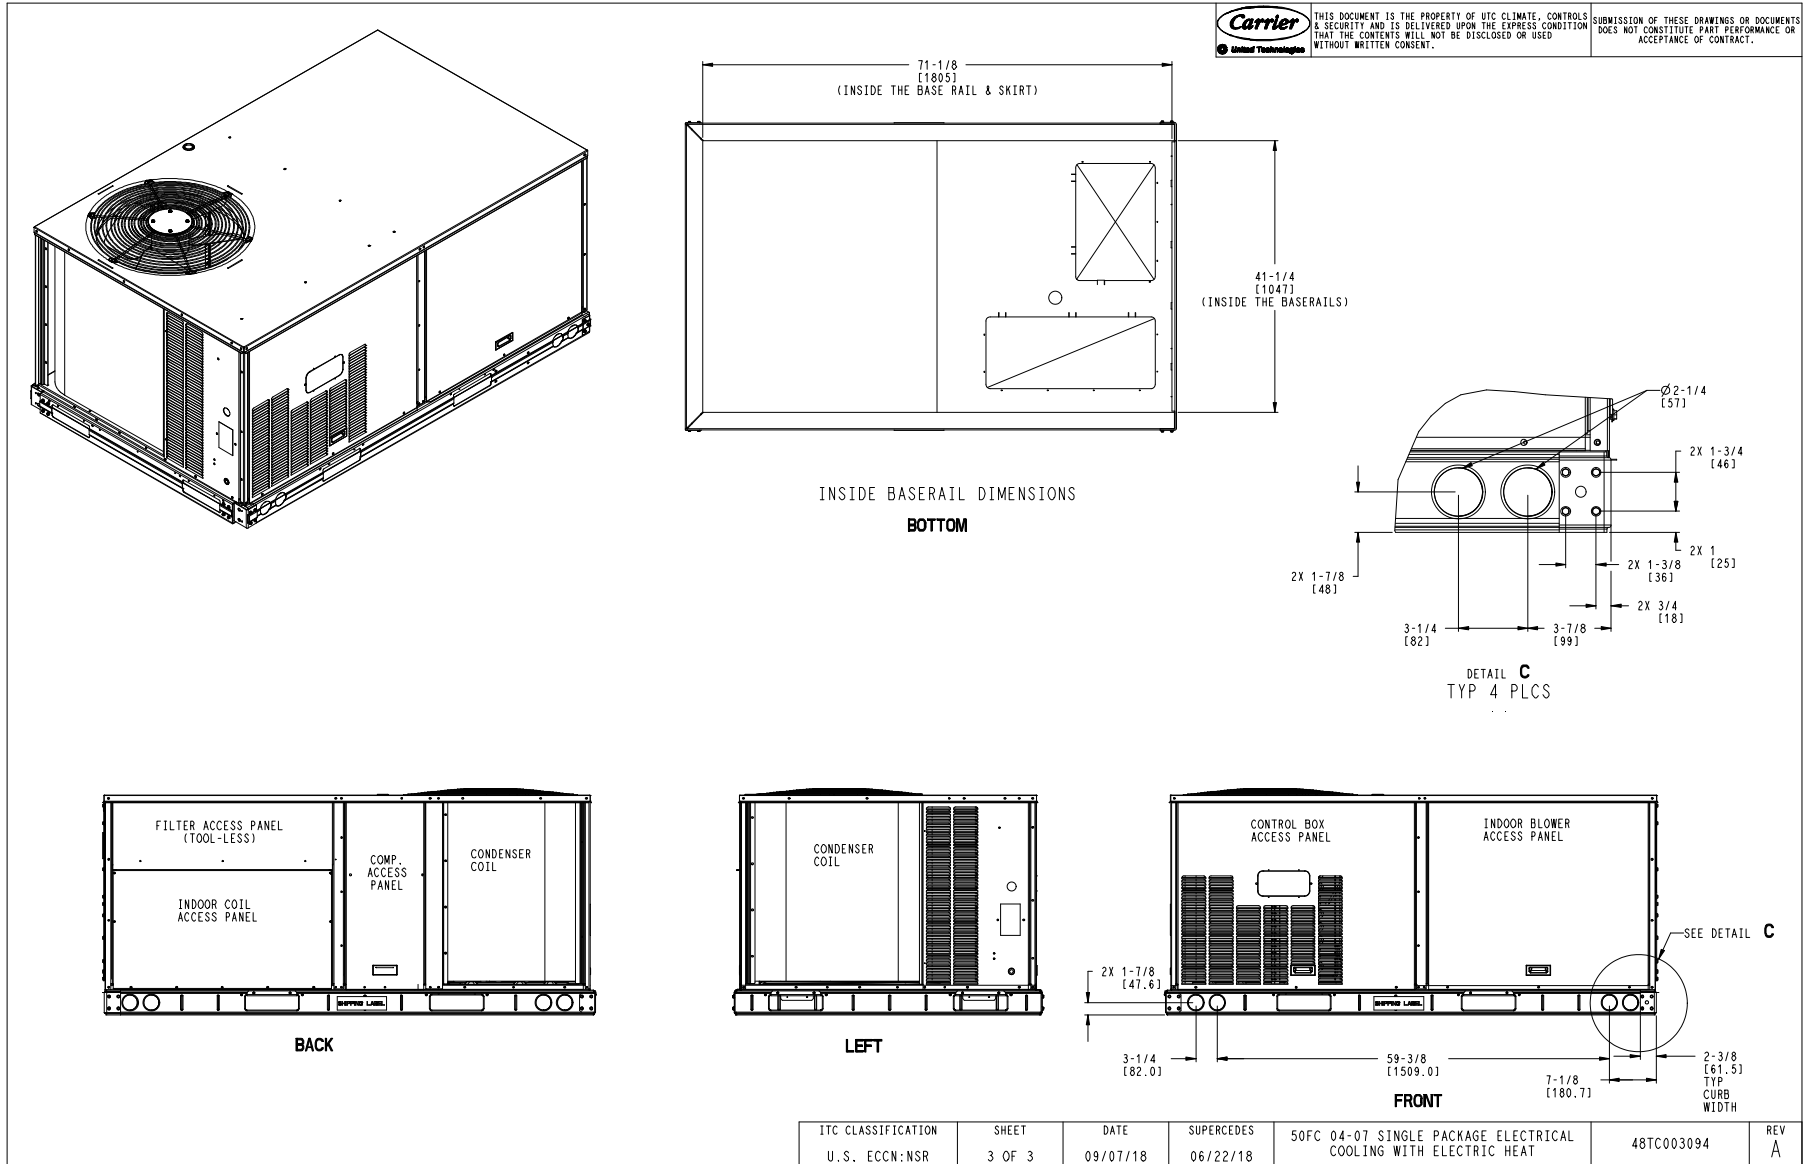 Carrier
United Technologies
THIS DOCUMENT IS THE PROPERTY OF UTC CLIMATE, CONTROLS
& SECURITY AND IS DELIVERED UPON THE EXPRESS CONDITION
THAT THE CONTENTS WILL NOT BE DISCLOSED OR USED
WITHOUT WRITTEN CONSENT.
SUBMISSION OF THESE DRAWINGS OR DOCUMENTS
DOES NOT CONSTITUTE PART PERFORMANCE OR
ACCEPTANCE OF CONTRACT.
71-1/8
[1805]
(INSIDE THE BASE RAIL & SKIRT)
41-1/4
[1047]
(INSIDE THE BASERAILS)
INSIDE BASERAIL DIMENSIONS
BOTTOM
Ø2-1/4
[57]
2X 1-3/4
[46]
2X 1
[25]
2X 1-3/8
[36]
2X 1-7/8
[48]
2X 3/4
[18]
3-1/4
[82]
3-7/8
[99]
DETAIL C
TYP 4 PLCS
FILTER ACCESS PANEL
(TOOL-LESS)
INDOOR COIL
ACCESS PANEL
COMP.
ACCESS
PANEL
CONDENSER
COIL
SHIPPING LABEL
BACK
CONDENSER
COIL
LEFT
CONTROL BOX
ACCESS PANEL
INDOOR BLOWER
ACCESS PANEL
SEE DETAIL C
2X 1-7/8
[47.6]
SHIPPING LABEL
3-1/4
[82.0]
59-3/8
[1509.0]
7-1/8
[180.7]
2-3/8
[61.5]
TYP
CURB
WIDTH
FRONT
ITC CLASSIFICATION
U.S. ECCN:NSR
SHEET
3 OF 3
DATE
09/07/18
SUPERCEDES
06/22/18
50FC 04-07 SINGLE PACKAGE ELECTRICAL
COOLING WITH ELECTRIC HEAT
48TC003094
REV
A